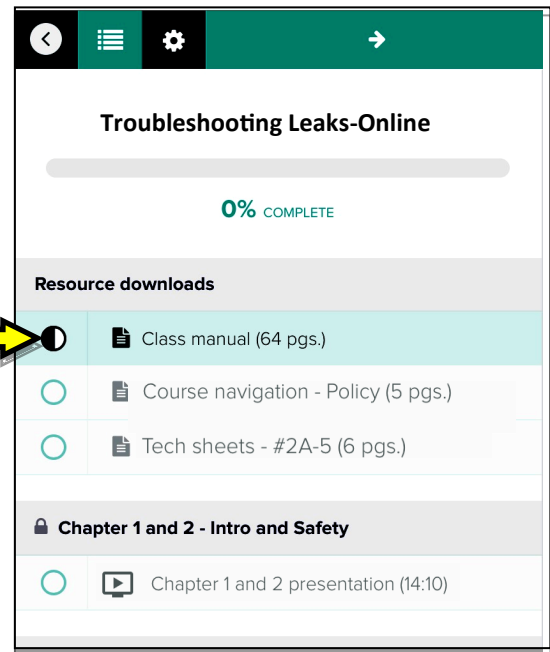 Troubleshooting Leaks-Online
0% COMPLETE
Resource downloads
Class manual (64 pgs.)
Course navigation - Policy (5 pgs.)
Tech sheets - #2A-5 (6 pgs.)
Chapter 1 and 2 - Intro and Safety
Chapter 1 and 2 presentation (14:10)